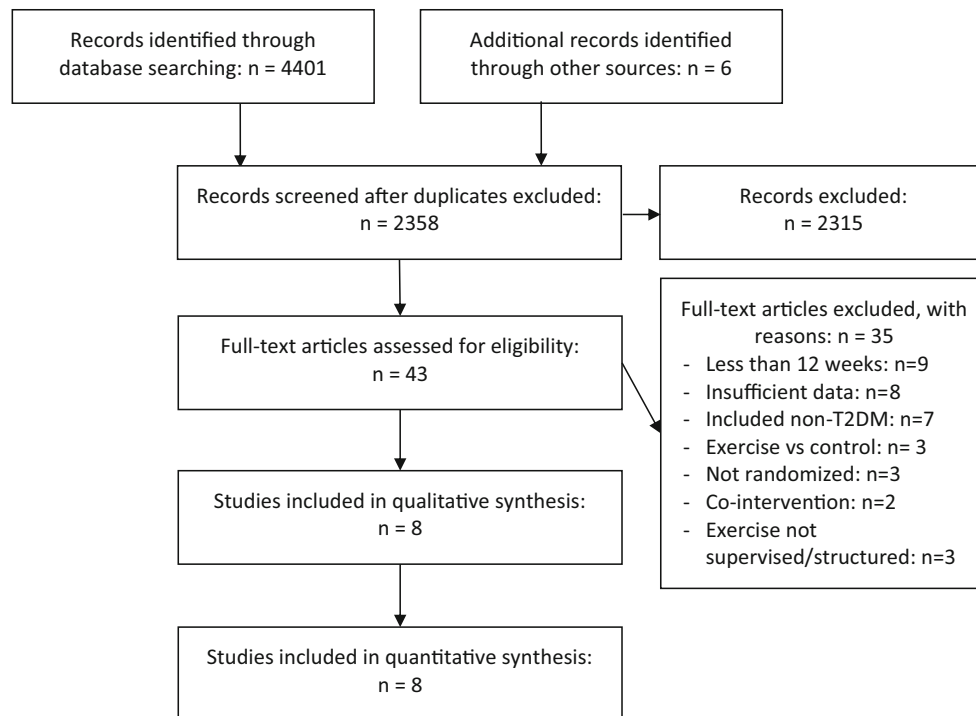 Records identified through
database searching: n = 4401
Additional records identified
through other sources: n = 6
Records screened after duplicates excluded:
n = 2358
Records excluded:
n = 2315
Full-text articles assessed for eligibility:
n = 43
Full-text articles excluded, with
reasons: n = 35
- Less than 12 weeks: n=9
- Insufficient data: n=8
- Included non-T2DM: n=7
- Exercise vs control: n= 3
- Not randomized: n=3
- Co-intervention: n=2
- Exercise not
supervised/structured: n=3
Studies included in qualitative synthesis:
n = 8
Studies included in quantitative synthesis:
n = 8